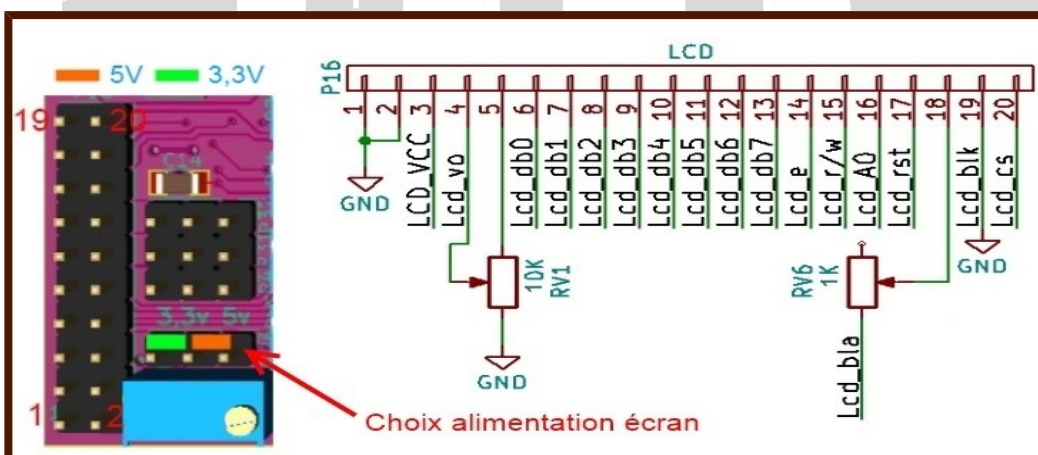 5V 3,3V
19 20
C14
3,3v 5v
1 2
Choix alimentation écran
LCD
P16
1 2 3 4 5 6 7 8 9 10 11 12 13 14 15 16 17 18 19 20
LCD_VCC
Lcd_vo
Lcd_db0
Lcd_db1
Lcd_db2
Lcd_db3
Lcd_db4
Lcd_db5
Lcd_db6
Lcd_db7
Lcd_e
Lcd_r/w
Lcd_A0
Lcd_rst
Lcd_blk
Lcd_cs
GND
10K
RV1
GND
RV6
1K
GND
Lcd_bla